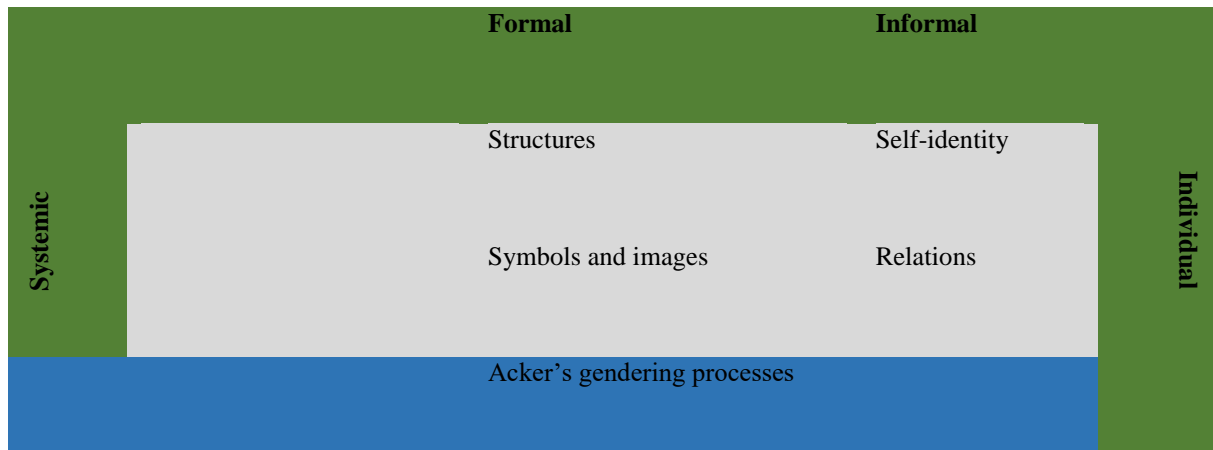 Formal Informal
Structures Self-identity
Systemic
Individual
Symbols and images Relations
Acker’s gendering processes